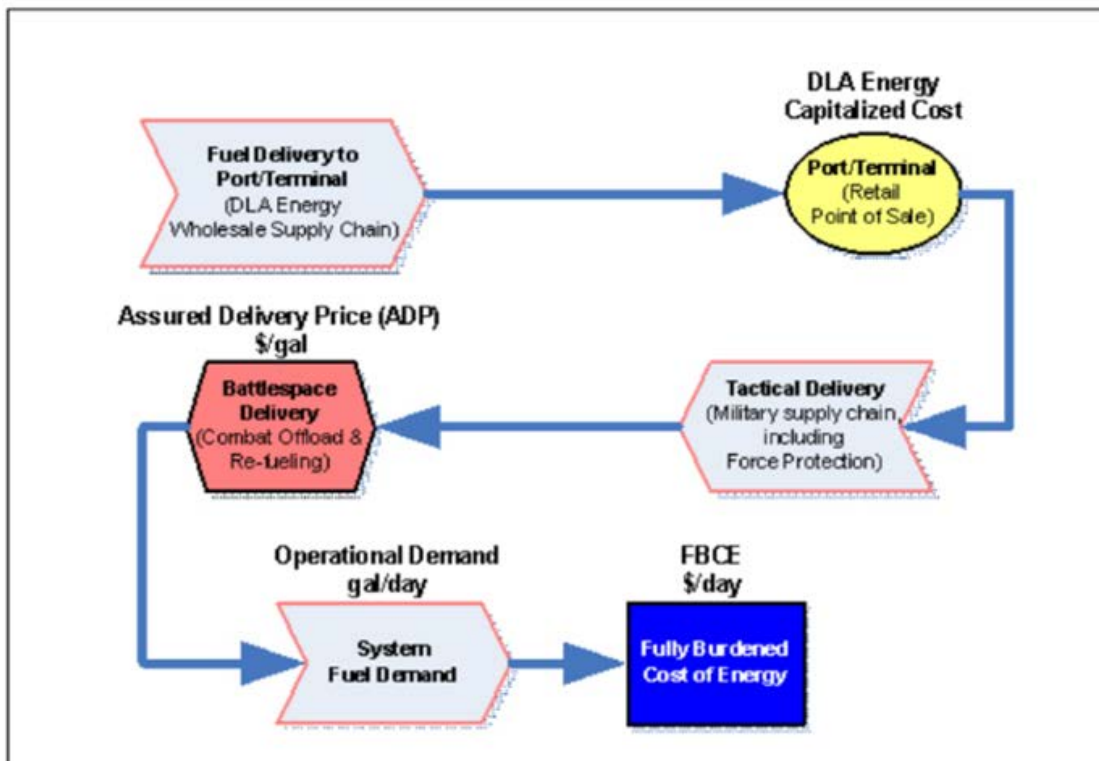 DLA Energy
Capitalized Cost
Fuel Delivery to
Port/Terminal
(DLA Energy
Wholesale Supply Chain)
Port/Terminal
(Retail
Point of Sale)
Assured Delivery Price (ADP)
$/gal
Battlespace
Delivery
(Combat Offload &
Re-fueling)
Tactical Delivery
(Military supply chain,
including
Force Protection)
Operational Demand
gal/day
System
Fuel Demand
FBCE
$/day
Fully Burdened
Cost of Energy